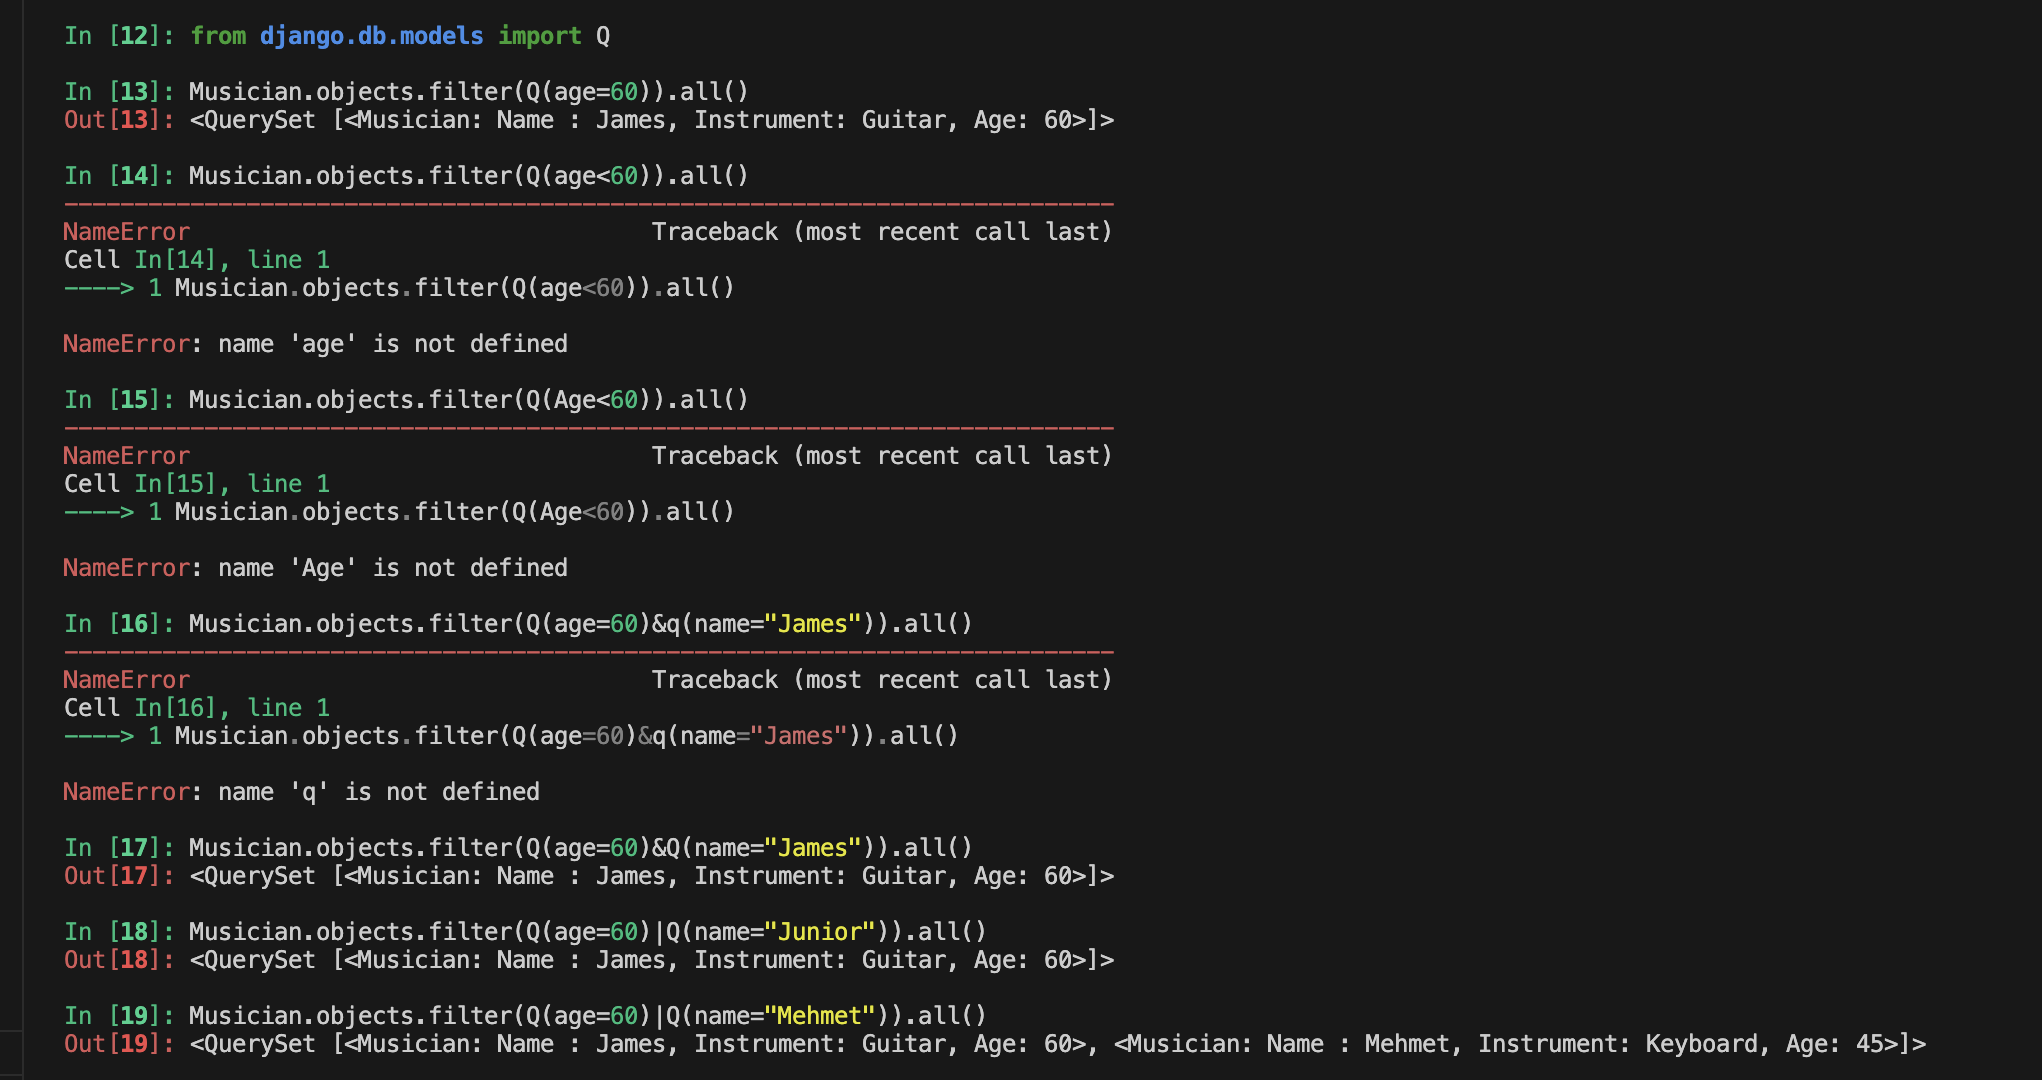 In [12]: from django.db.models import Q
In [13]: Musician.objects.filter(Q(age=60)).all()
Out[13]: <QuerySet [<Musician: Name : James, Instrument: Guitar, Age: 60>]>
In [14]: Musician.objects.filter(Q(age<60)).all()
---------------------------------------------------------------------------
NameError                                 Traceback (most recent call last)
Cell In[14], line 1
----> 1 Musician.objects.filter(Q(age<60)).all()
NameError: name 'age' is not defined
In [15]: Musician.objects.filter(Q(Age<60)).all()
---------------------------------------------------------------------------
NameError                                 Traceback (most recent call last)
Cell In[15], line 1
----> 1 Musician.objects.filter(Q(Age<60)).all()
NameError: name 'Age' is not defined
In [16]: Musician.objects.filter(Q(age=60)&q(name="James")).all()
---------------------------------------------------------------------------
NameError                                 Traceback (most recent call last)
Cell In[16], line 1
----> 1 Musician.objects.filter(Q(age=60)&q(name="James")).all()
NameError: name 'q' is not defined
In [17]: Musician.objects.filter(Q(age=60)&Q(name="James")).all()
Out[17]: <QuerySet [<Musician: Name : James, Instrument: Guitar, Age: 60>]>
In [18]: Musician.objects.filter(Q(age=60)|Q(name="Junior")).all()
Out[18]: <QuerySet [<Musician: Name : James, Instrument: Guitar, Age: 60>]>
In [19]: Musician.objects.filter(Q(age=60)|Q(name="Mehmet")).all()
Out[19]: <QuerySet [<Musician: Name : James, Instrument: Guitar, Age: 60>, <Musician: Name : Mehmet, Instrument: Keyboard, Age: 45>]>